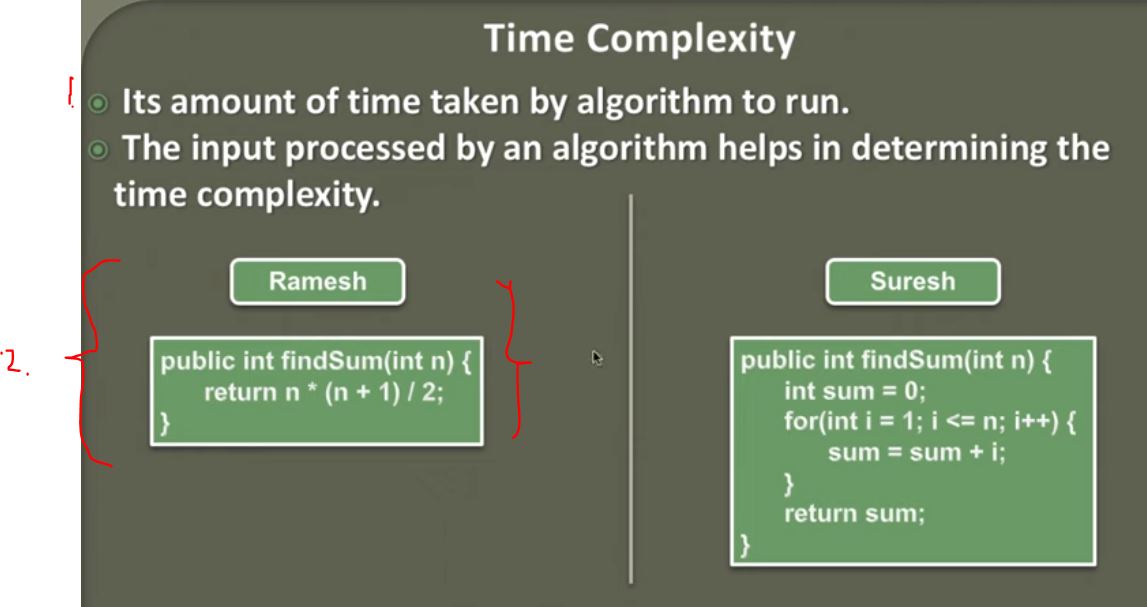 Time Complexity
1.
Its amount of time taken by algorithm to run.
The input processed by an algorithm helps in determining the
time complexity.
2.
Ramesh
public int findSum(int n) {
return n * (n + 1) / 2;
}
Suresh
public int findSum(int n) {
int sum = 0;
for(int i = 1; i <= n; i++) {
sum = sum + i;
}
return sum;
}